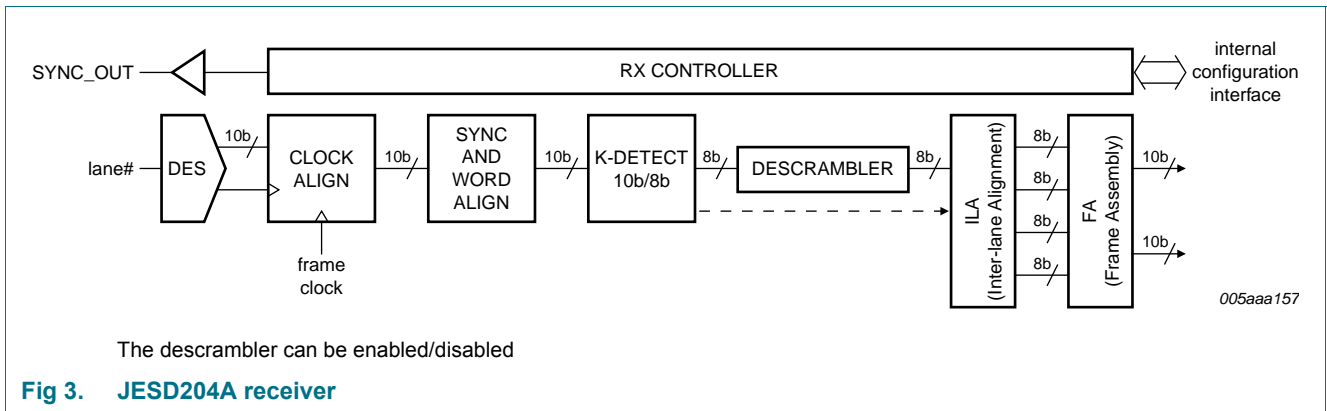 SYNC_OUT
RX CONTROLLER
internal
configuration
interface
lane#
DES
10b
CLOCK
ALIGN
frame
clock
10b
SYNC
AND
WORD
ALIGN
10b
K-DETECT
10b/8b
8b
DESCRAMBLER
8b
ILA
(Inter-lane Alignment)
8b
8b
8b
8b
FA
(Frame Assembly)
10b
10b
005aaa157
The descrambler can be enabled/disabled
Fig 3. JESD204A receiver